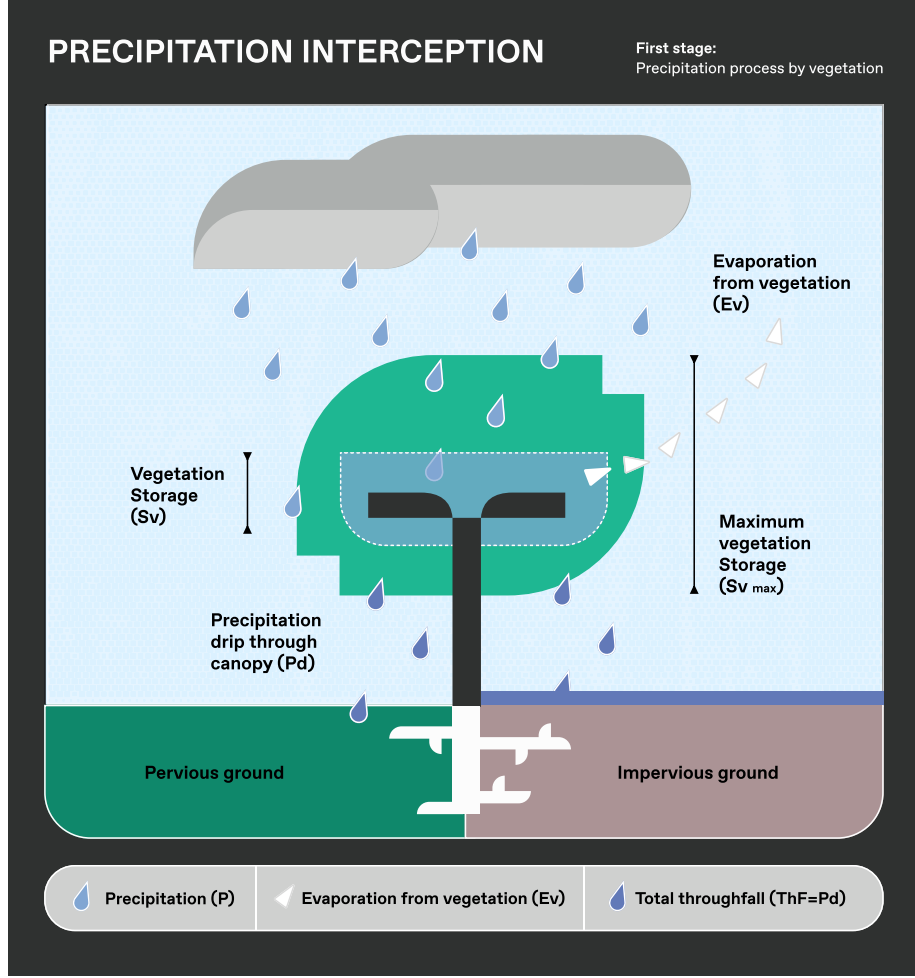 PRECIPITATION INTERCEPTION
First stage:
Precipitation process by vegetation
Evaporation
from vegetation
(Ev)
Vegetation
Storage
(Sv)
Maximum
vegetation
Storage
(Sv max)
Precipitation
drip through
canopy (Pd)
Pervious ground
Impervious ground
Precipitation (P)
Evaporation from vegetation (Ev)
Total throughfall (ThF=Pd)